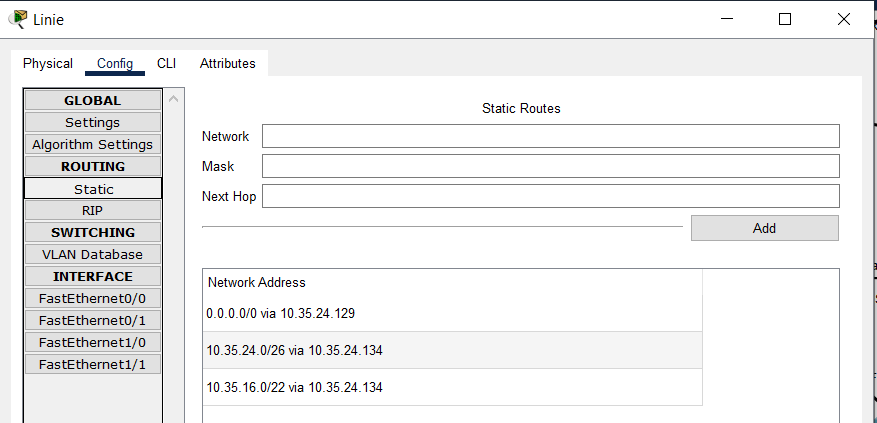 Linie
Physical Config CLI Attributes
GLOBAL
Settings
Algorithm Settings
ROUTING
Static
RIP
SWITCHING
VLAN Database
INTERFACE
FastEthernet0/0
FastEthernet0/1
FastEthernet1/0
FastEthernet1/1
Static Routes
Network
Mask
Next Hop
Add
Network Address
0.0.0.0/0 via 10.35.24.129
10.35.24.0/26 via 10.35.24.134
10.35.16.0/22 via 10.35.24.134